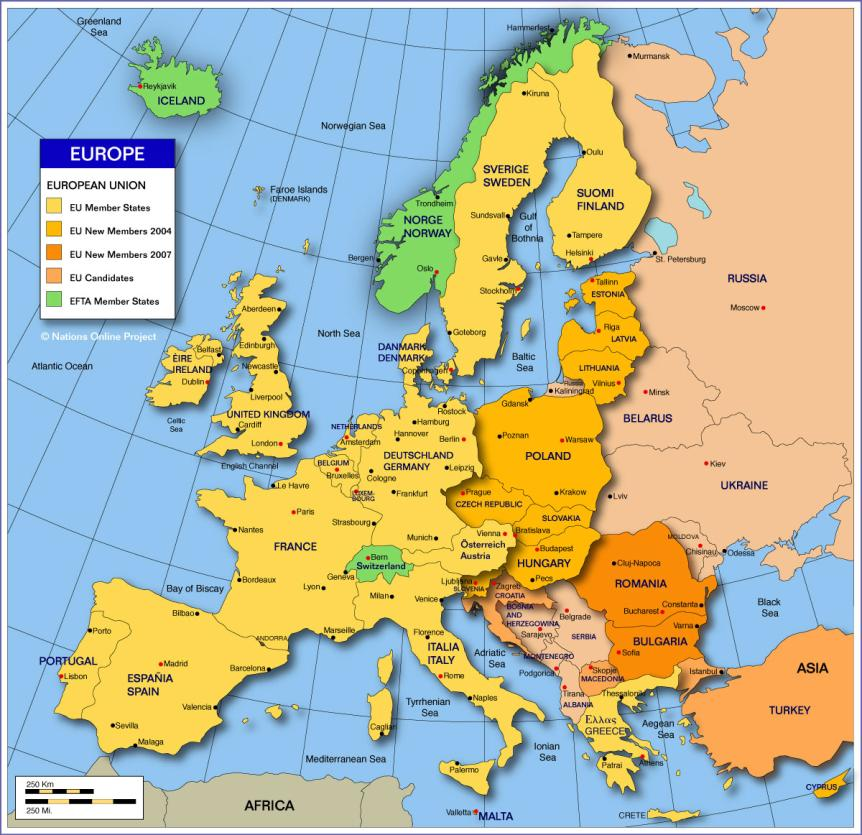 Greenland
Sea
Hammerfest
Murmansk
Reykjavik
ICELAND
Kiruna
Norwegian Sea
EUROPE
EUROPEAN UNION
EU Member States
EU New Members 2004
EU New Members 2007
EU Candidates
EFTA Member States
© Nations Online Project
Faroe Islands
(DENMARK)
Oulu
SVERIGE
SWEDEN
SUOMI
FINLAND
Trondheim
NORGE
NORWAY
Sundsvall
Gulf
of
Bothnia
Tampere
Helsinki
Bergen
Oslo
Gavle
St. Petersburg
Stockholm
Tallinn
ESTONIA
RUSSIA
Moscow
Aberdeen
North Sea
Goteborg
Riga
LATVIA
Edinburgh
Belfast
ÈIRE
IRELAND
Dublin
Newcastle
Atlantic Ocean
DANMARK
DENMARK
Copenhagen
Baltic
Sea
LITHUANIA
Vilnius
Russia
Kaliningrad
Minsk
BELARUS
Liverpool
UNITED KINGDOM
Cardiff
London
Celtic
Sea
English Channel
Rostock
Hamburg
Gdansk
NETHERLANDS
Amsterdam
Hannover
Berlin
Poznan
Warsaw
POLAND
BELGIUM
Bruxelles
DEUTSCHLAND
GERMANY
Cologne
Leipzig
Kiev
UKRAINE
Le Havre
LUXEM-
BOURG
Frankfurt
Prague
CZECH REPUBLIC
Krakow
Lviv
Paris
Strasbourg
SLOVAKIA
Nantes
FRANCE
Munich
Vienna
Bratislava
Österreich
Austria
Budapest
HUNGARY
MOLDOVA
Chisinau
Odessa
Bern
Switzerland
Geneva
Cluj-Napoca
ROMANIA
Bordeaux
Lyon
Milan
Venice
Ljubljana
SLOVENIA
Pecs
Zagreb
CROATIA
Bay of Biscay
BOSNIA
AND
HERZEGOWINA
Sarajevo
Belgrade
SERBIA
Bucharest
Constanta
Black
Sea
Bilbao
Porto
Marseille
Florence
Varna
BULGARIA
Sofia
ANDORRA
ITALIA
ITALY
Adriatic
Sea
MONTENEGRO
Podgorica
Skopje
MACEDONIA
PORTUGAL
Lisbon
Madrid
ESPAÑIA
SPAIN
Barcelona
Rome
Istanbul
ASIA
TURKEY
Tirana
ALBANIA
Thessaloniki
Valencia
Naples
Tyrrhenian
Sea
Ελλας
GREECE
Aegean
Sea
Sevilla
Malaga
Cagliari
Ionian
Sea
Mediterranean Sea
Palermo
Patrai
Athens
250 Km
250 Mi.
AFRICA
Valletta
MALTA
CRETE
CYPRUS